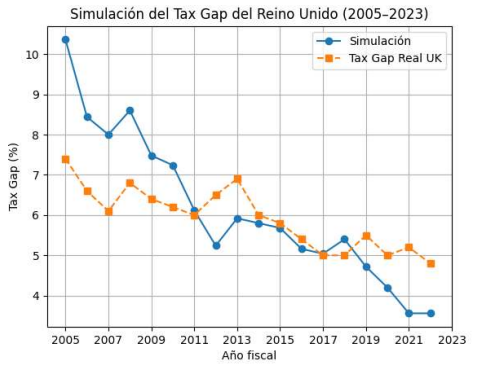 Simulación del Tax Gap del Reino Unido (2005–2023)
Simulación
Tax Gap Real UK
Tax Gap (%)
10
9
8
7
6
5
4
2005 2007 2009 2011 2013 2015 2017 2019 2021 2023
Año fiscal